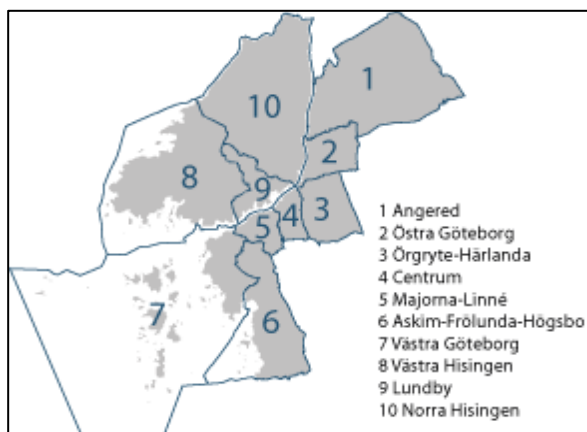 1
10
2
8
9
3
4
5
7
6
1 Angered
2 Östra Göteborg
3 Örgryte-Härlanda
4 Centrum
5 Majorna-Linné
6 Askim-Frölunda-Högsbo
7 Västra Göteborg
8 Västra Hisingen
9 Lundby
10 Norra Hisingen